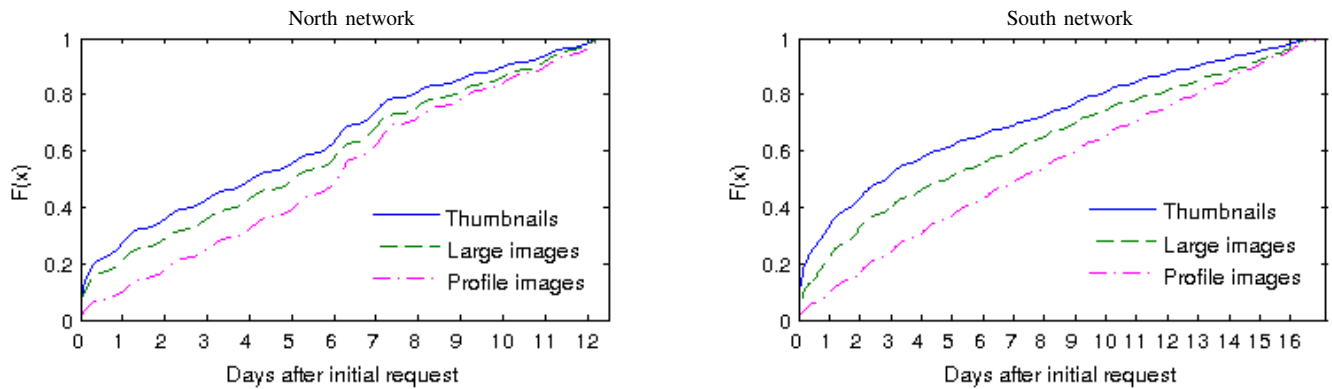 North network
1
0.8
0.6
0.4
0.2
0
F(x)
Thumbnails
Large images
Profile images
0 1 2 3 4 5 6 7 8 9 10 11 12
Days after initial request
South network
1
0.8
0.6
0.4
0.2
0
F(x)
Thumbnails
Large images
Profile images
0 1 2 3 4 5 6 7 8 9 10 11 12 13 14 15 16
Days after initial request